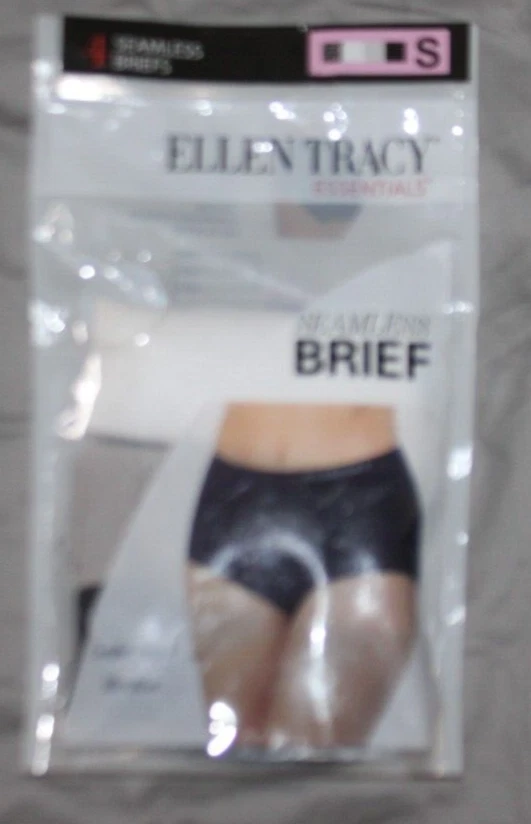 4 SEAMLESS
BRIEFS
S
ELLEN TRACY
ESSENTIALS
SEAMLESS
BRIEF